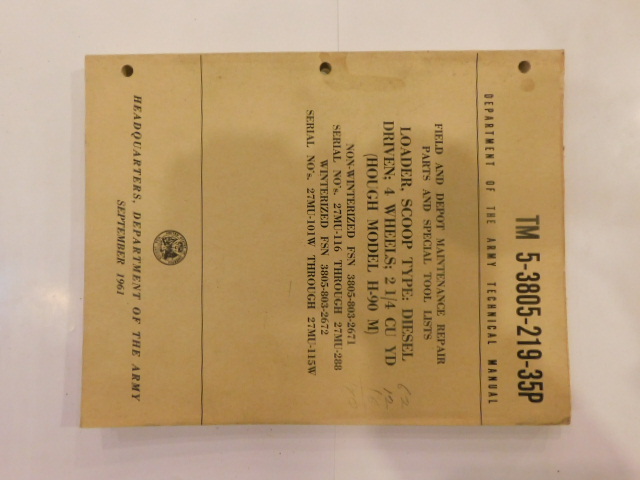 TM 5-3805-219-35P
DEPARTMENT OF THE ARMY TECHNICAL MANUAL
FIELD AND DEPOT MAINTENANCE REPAIR
PARTS AND SPECIAL TOOL LISTS
LOADER, SCOOP TYPE; DIESEL
DRIVEN; 4 WHEELS; 2 1/4 CU YD
(HOUGH MODEL H-90 M)
NON-WINTERIZED FSN 3805-803-2671
SERIAL NO's. 27MU-116 THROUGH 27MU-288
WINTERIZED FSN 3805-803-2672
SERIAL NO's. 27MU-101W THROUGH 27MU-115W
HEADQUARTERS, DEPARTMENT OF THE ARMY
SEPTEMBER 1961